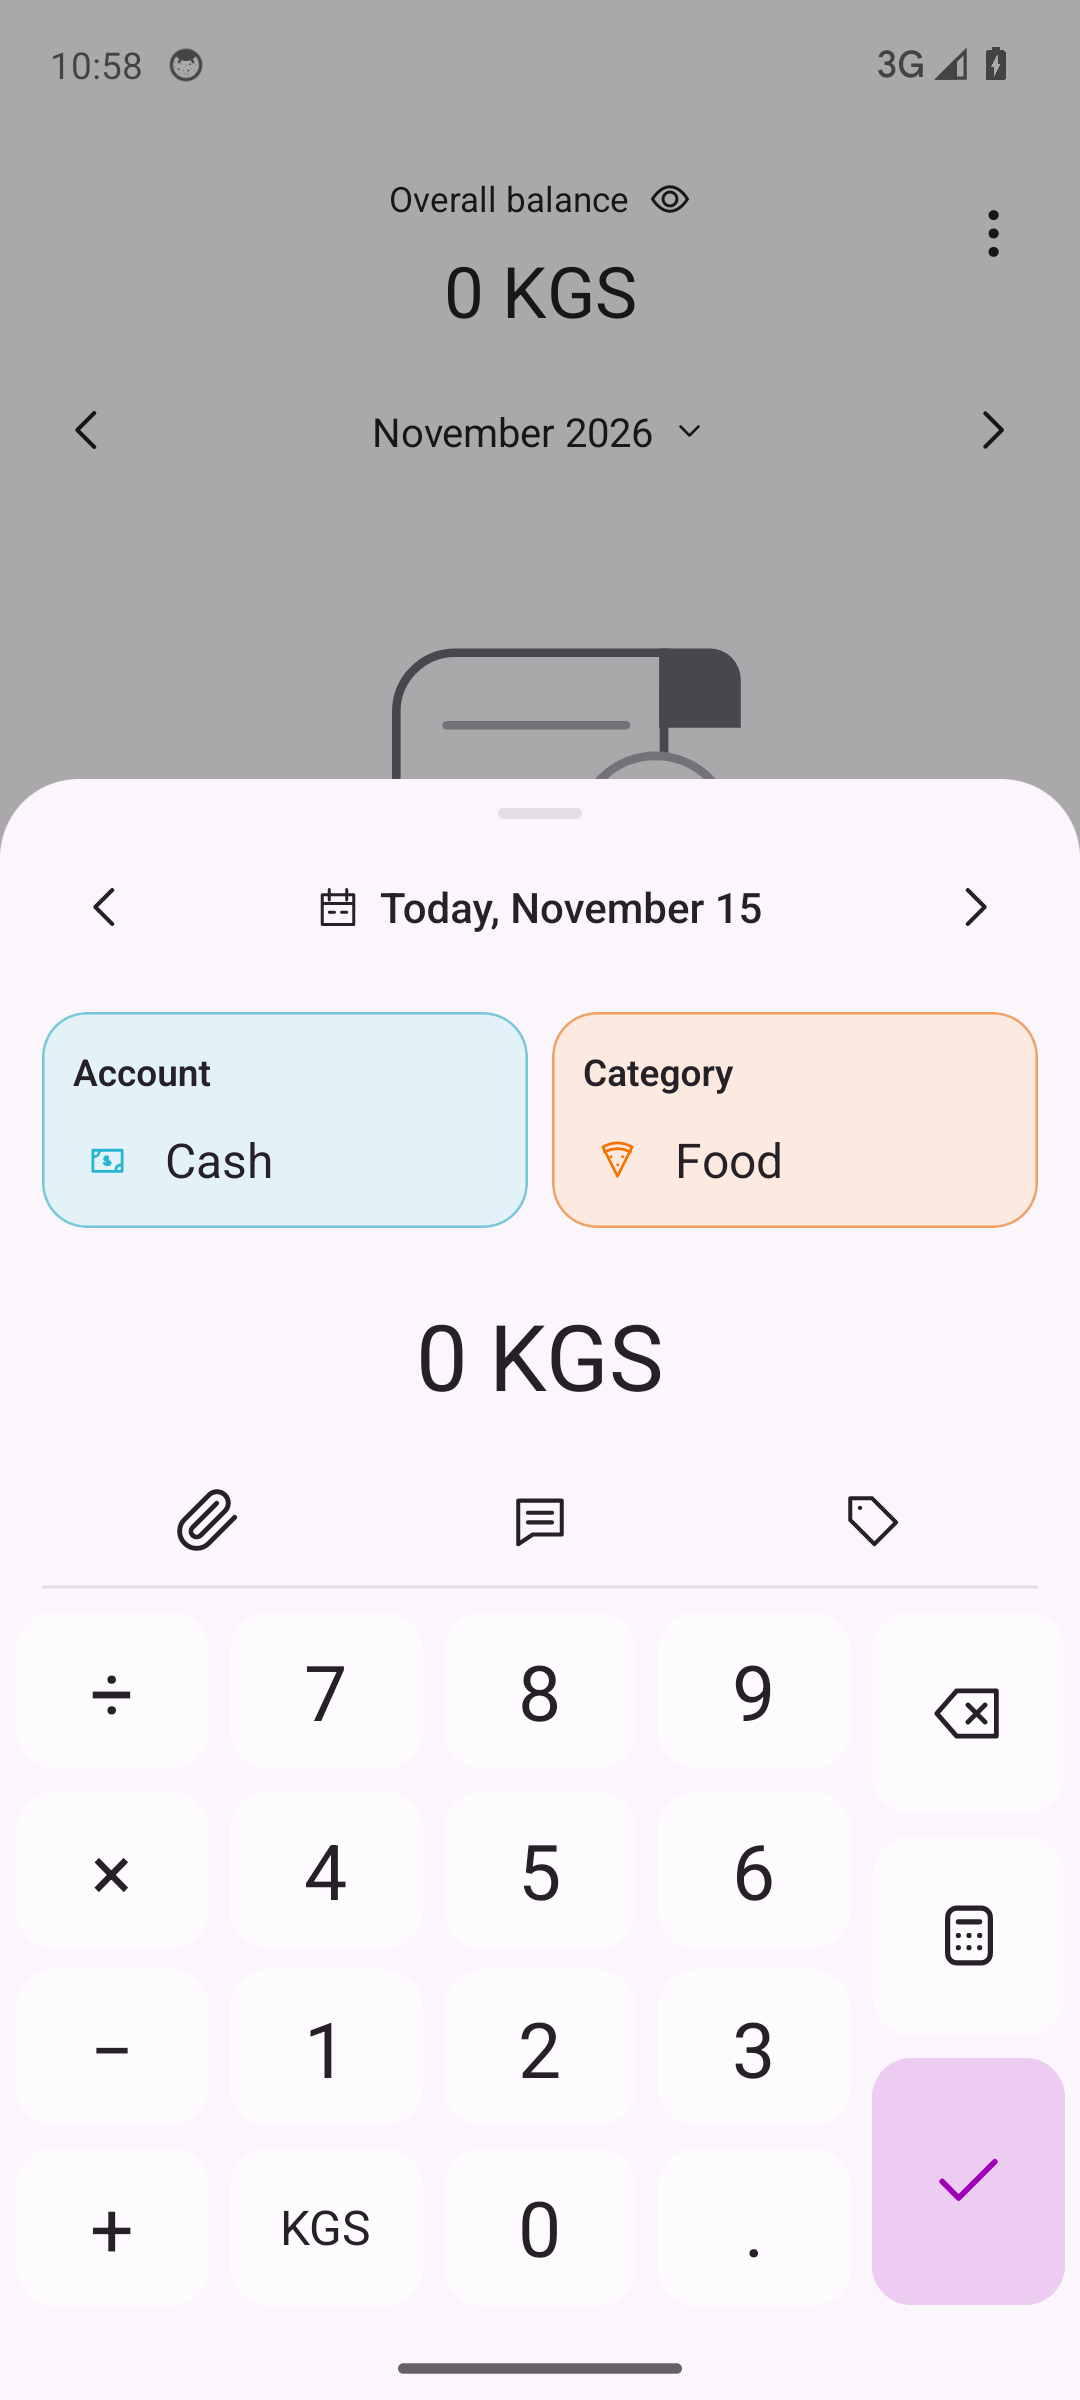 10:58
3G
Overall balance
0 KGS
November 2026
Today, November 15
Account
Cash
Category
Food
0 KGS
÷ 7 8 9
× 4 5 6
− 1 2 3
+ KGS 0 .